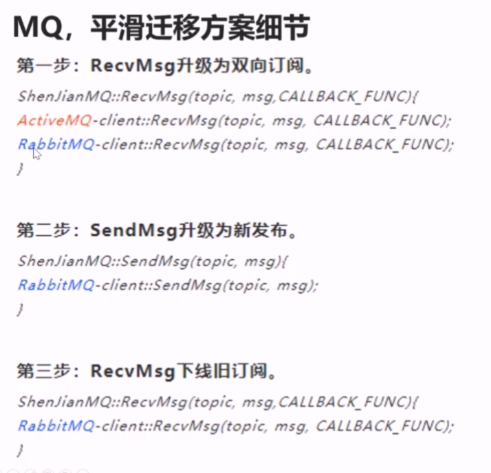 MQ，平滑迁移方案细节
第一步：RecvMsg升级为双向订阅。
ShenJianMQ::RecvMsg(topic, msg,CALLBACK_FUNC){
ActiveMQ-client::RecvMsg(topic, msg, CALLBACK_FUNC);
RabbitMQ-client::RecvMsg(topic, msg, CALLBACK_FUNC);
}
第二步：SendMsg升级为新发布。
ShenJianMQ::SendMsg(topic, msg){
RabbitMQ-client::SendMsg(topic, msg);
}
第三步：RecvMsg下线旧订阅。
ShenJianMQ::RecvMsg(topic, msg,CALLBACK_FUNC){
RabbitMQ-client::RecvMsg(topic, msg, CALLBACK_FUNC);
}